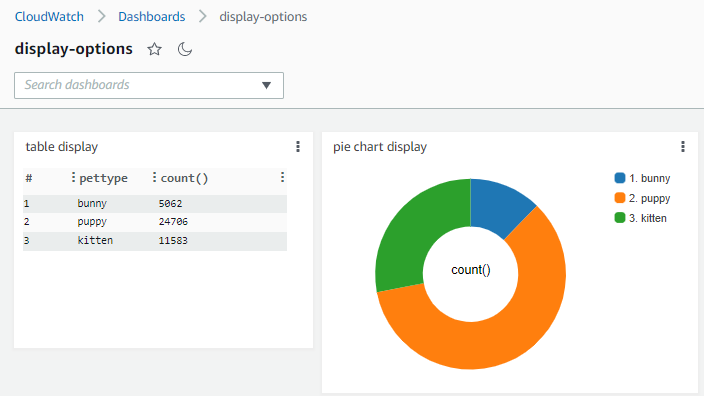 CloudWatch > Dashboards > display-options
display-options
Search dashboards
table display
# pettype count()
1 bunny 5062
2 puppy 24706
3 kitten 11583
pie chart display
count()
1. bunny
2. puppy
3. kitten